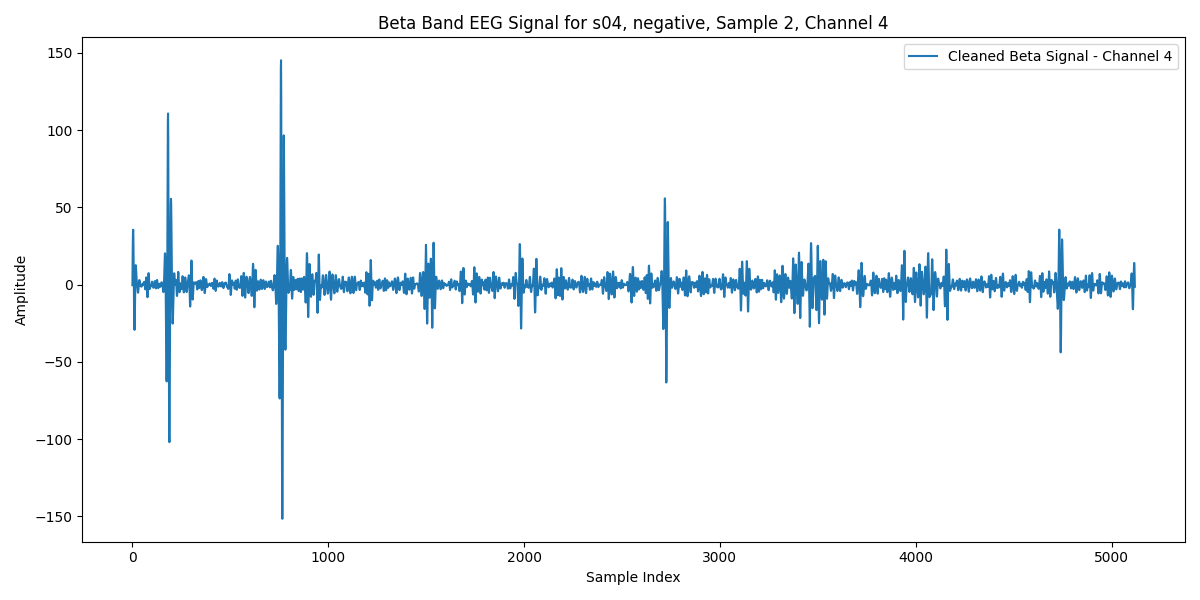 Beta Band EEG Signal for s04, negative, Sample 2, Channel 4
Cleaned Beta Signal - Channel 4
150
100
50
0
−50
−100
−150
Amplitude
0 1000 2000 3000 4000 5000
Sample Index